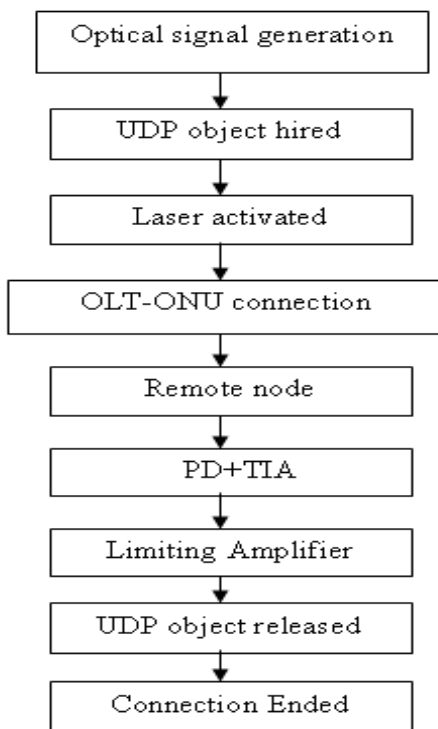 Optical signal generation
UDP object hired
Laser activated
OLT-ONU connection
Remote node
PD+TIA
Limiting Amplifier
UDP object released
Connection Ended